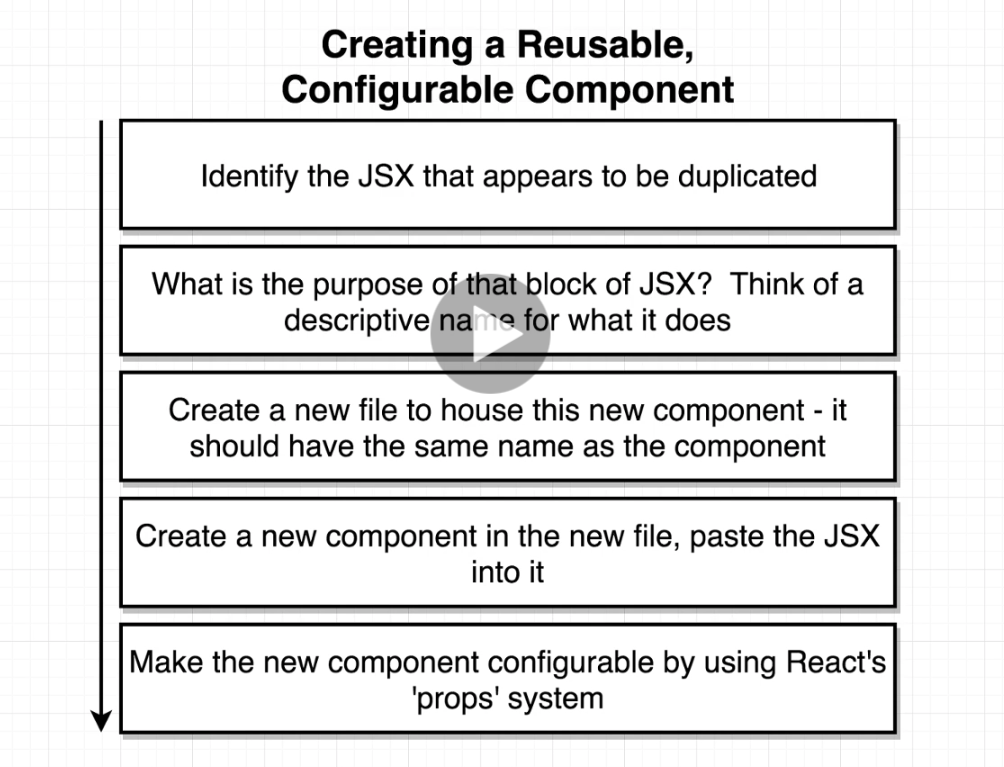 Creating a Reusable,
Configurable Component
Identify the JSX that appears to be duplicated
What is the purpose of that block of JSX?  Think of a
descriptive name for what it does
Create a new file to house this new component - it
should have the same name as the component
Create a new component in the new file, paste the JSX
into it
Make the new component configurable by using React's
'props' system